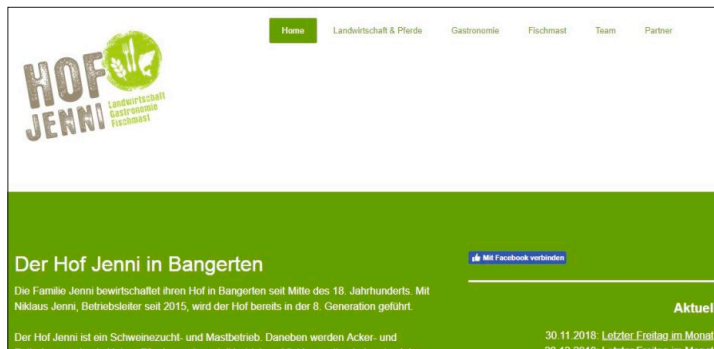 Home Landwirtschaft & Pferde Gastronomie Fischmast Team Partner
HOF
JENNI
Landwirtschaft
Gastronomie
Fischmast
Mit Facebook verbinden
Der Hof Jenni in Bangerten
Die Familie Jenni bewirtschaftet ihren Hof in Bangerten seit Mitte des 18. Jahrhunderts. Mit
Niklaus Jenni, Betriebsleiter seit 2015, wird der Hof bereits in der 8. Generation geführt.
Aktuel
Der Hof Jenni ist ein Schweinezucht- und Mastbetrieb. Daneben werden Acker- und
30.11.2018: Letzter Freitag im Monat